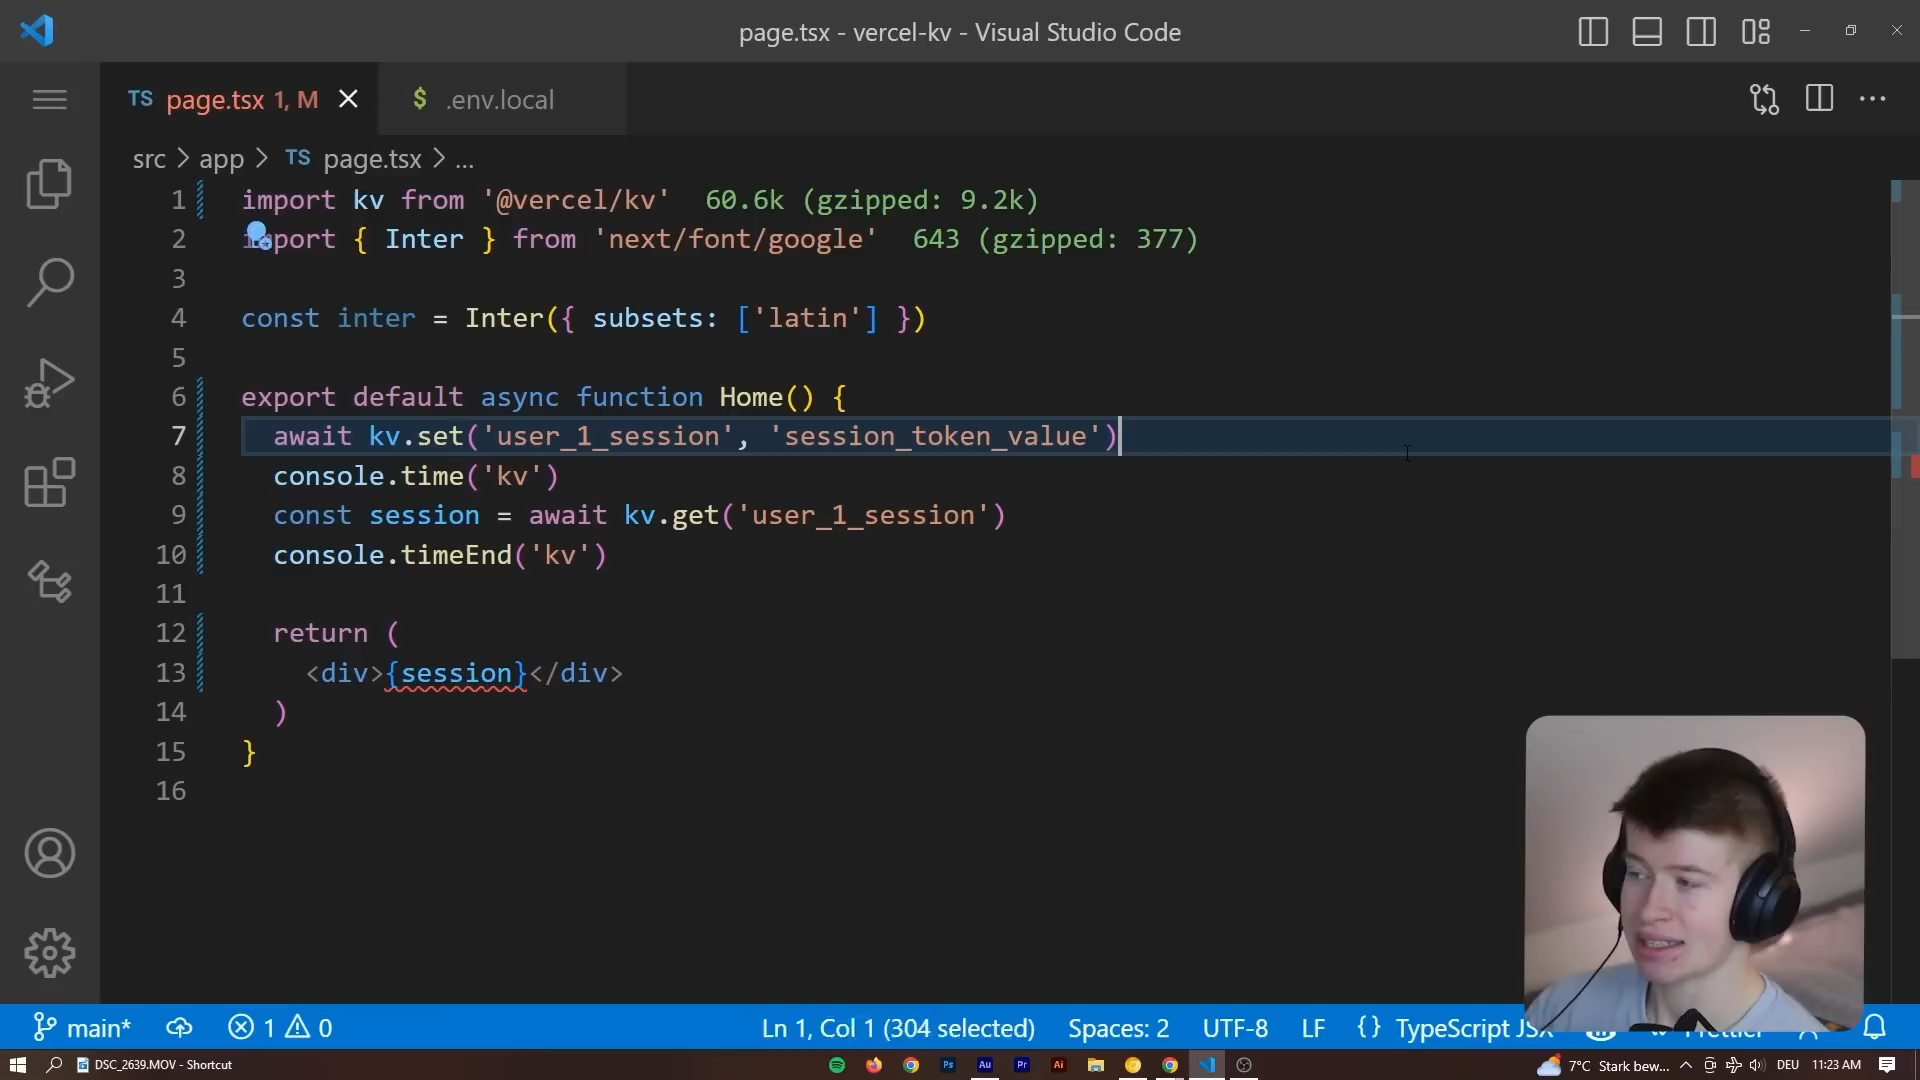 page.tsx - vercel-kv - Visual Studio Code
TS page.tsx 1, M
$ .env.local
src > app > TS page.tsx > ...
1 import kv from '@vercel/kv' 60.6k (gzipped: 9.2k)
2 import { Inter } from 'next/font/google' 643 (gzipped: 377)
3
4 const inter = Inter({ subsets: ['latin'] })
5
6 export default async function Home() {
7 await kv.set('user_1_session', 'session_token_value')
8 console.time('kv')
9 const session = await kv.get('user_1_session')
10 console.timeEnd('kv')
11
12 return (
13 <div>{session}</div>
14 )
15 }
16
main* 1 0 Ln 1, Col 1 (304 selected) Spaces: 2 UTF-8 LF {} TypeScript JSX Prettier
DSC_2639.MOV - Shortcut Ps Au Pr Ai 7°C Stark bew... DEU 11:23 AM